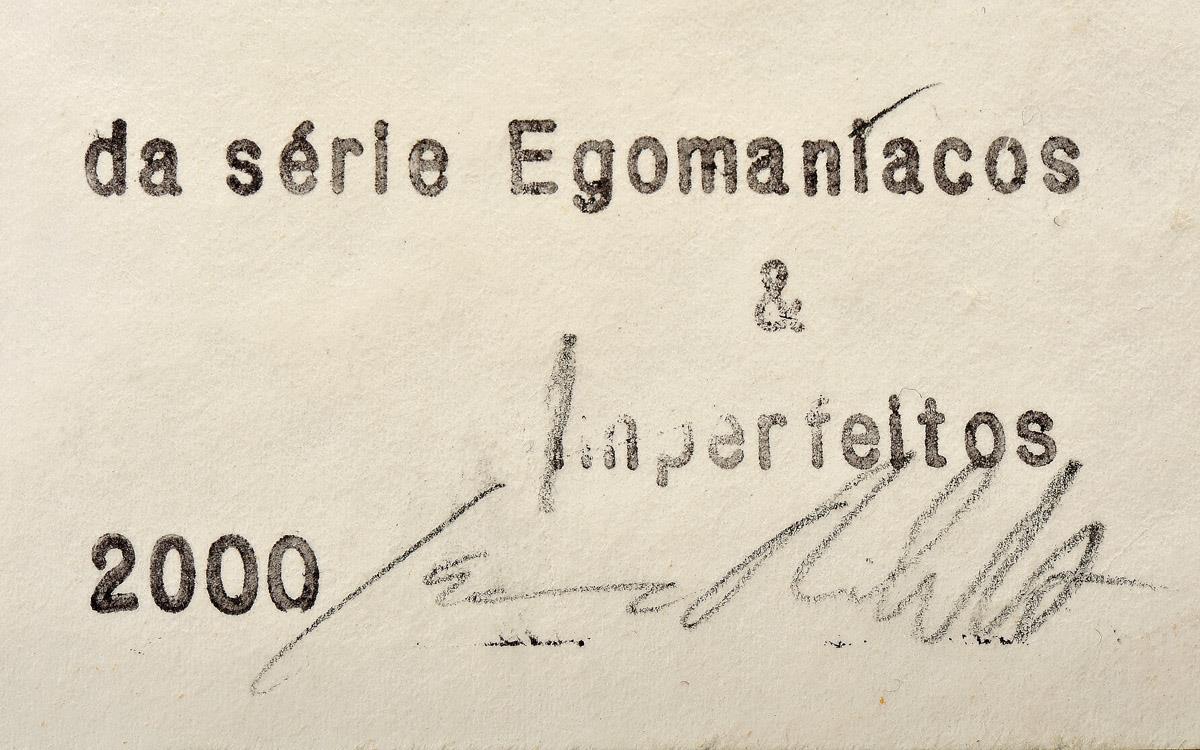 da série Egomaníacos
&
Imperfeitos
2000